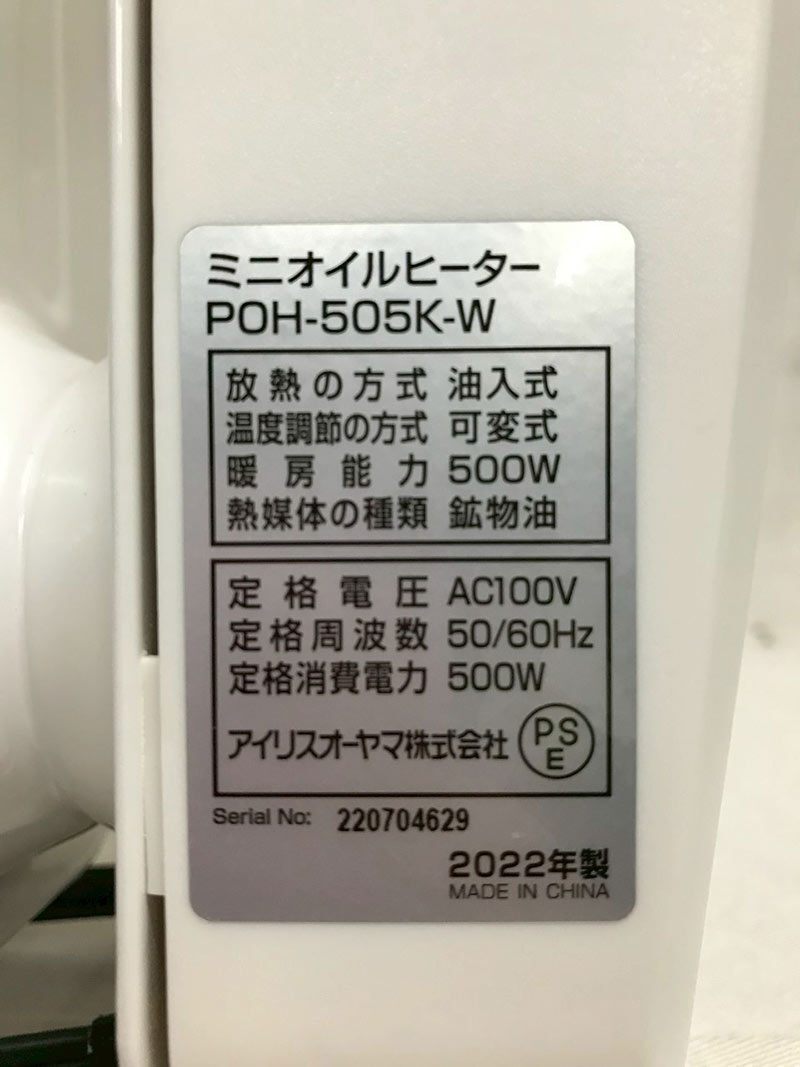 ミニオイルヒーター
POH-505K-W
放熱の方式 油入式
温度調節の方式 可変式
暖房能力 500W
熱媒体の種類 鉱物油
定格電圧 AC100V
定格周波数 50/60Hz
定格消費電力 500W
アイリスオーヤマ株式会社 PSE
Serial No: 220704629
2022年製
MADE IN CHINA